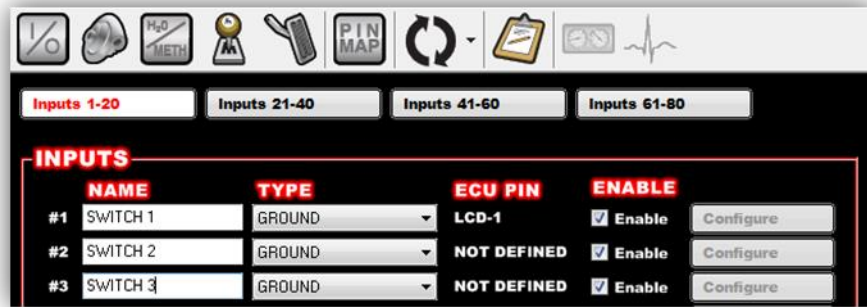 I/O H₂O METH PIN MAP
Inputs 1-20 Inputs 21-40 Inputs 41-60 Inputs 61-80
INPUTS
NAME TYPE ECU PIN ENABLE
#1 SWITCH 1 GROUND LCD-1 Enable Configure
#2 SWITCH 2 GROUND NOT DEFINED Enable Configure
#3 SWITCH 3 GROUND NOT DEFINED Enable Configure